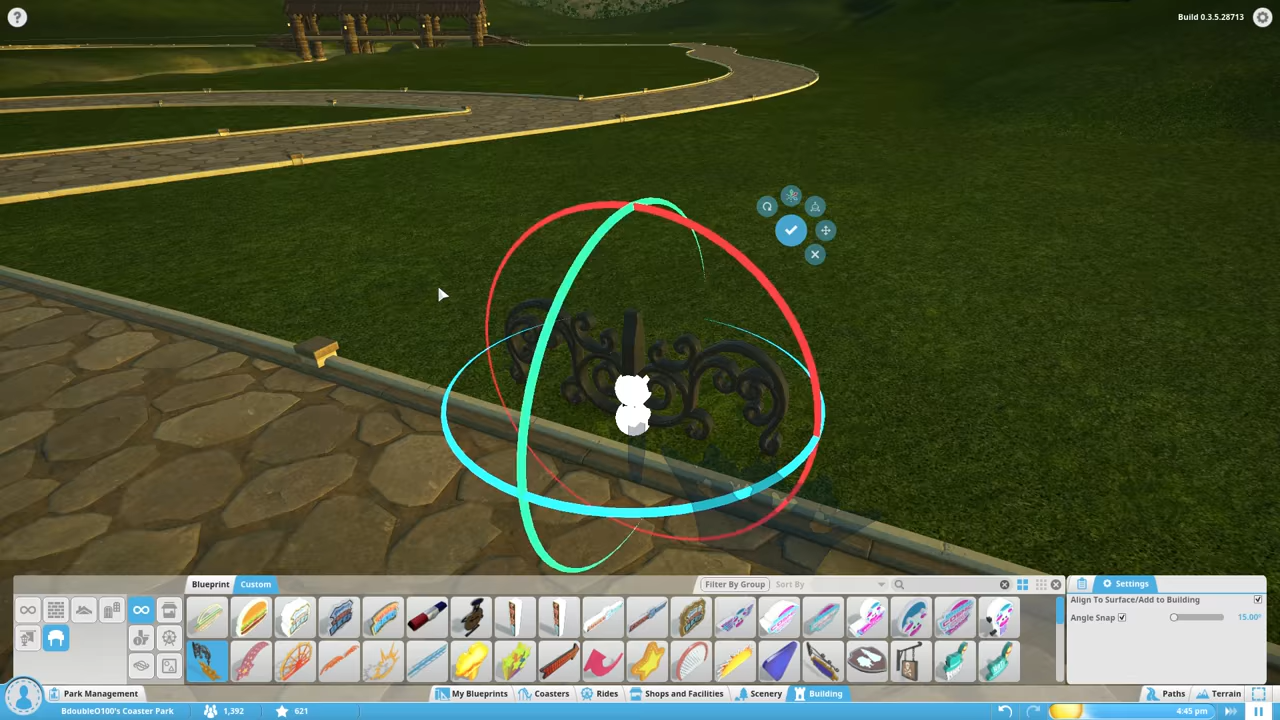 ?
Build 0.3.5.28713
Blueprint Custom
Filter By Group Sort By
Settings
Align To Surface/Add to Building
Angle Snap 15.00°
Park Management My Blueprints Coasters Rides Shops and Facilities Scenery Building Paths Terrain
BdoubleO100's Coaster Park 1,392 621 4:45 pm